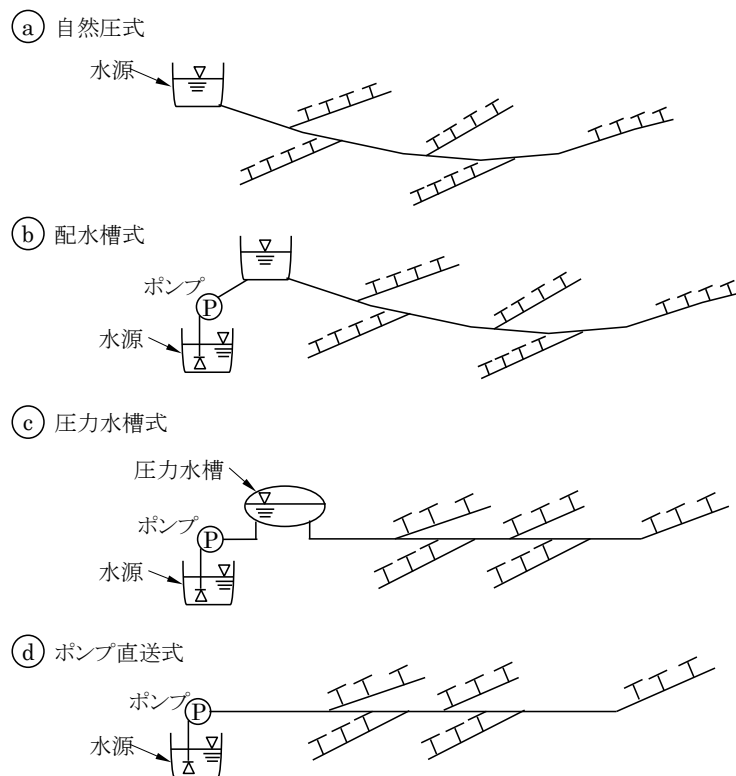 ⓐ 自然圧式
水源
ⓑ 配水槽式
ポンプ
P
水源
ⓒ 圧力水槽式
圧力水槽
ポンプ
P
水源
ⓓ ポンプ直送式
ポンプ
P
水源